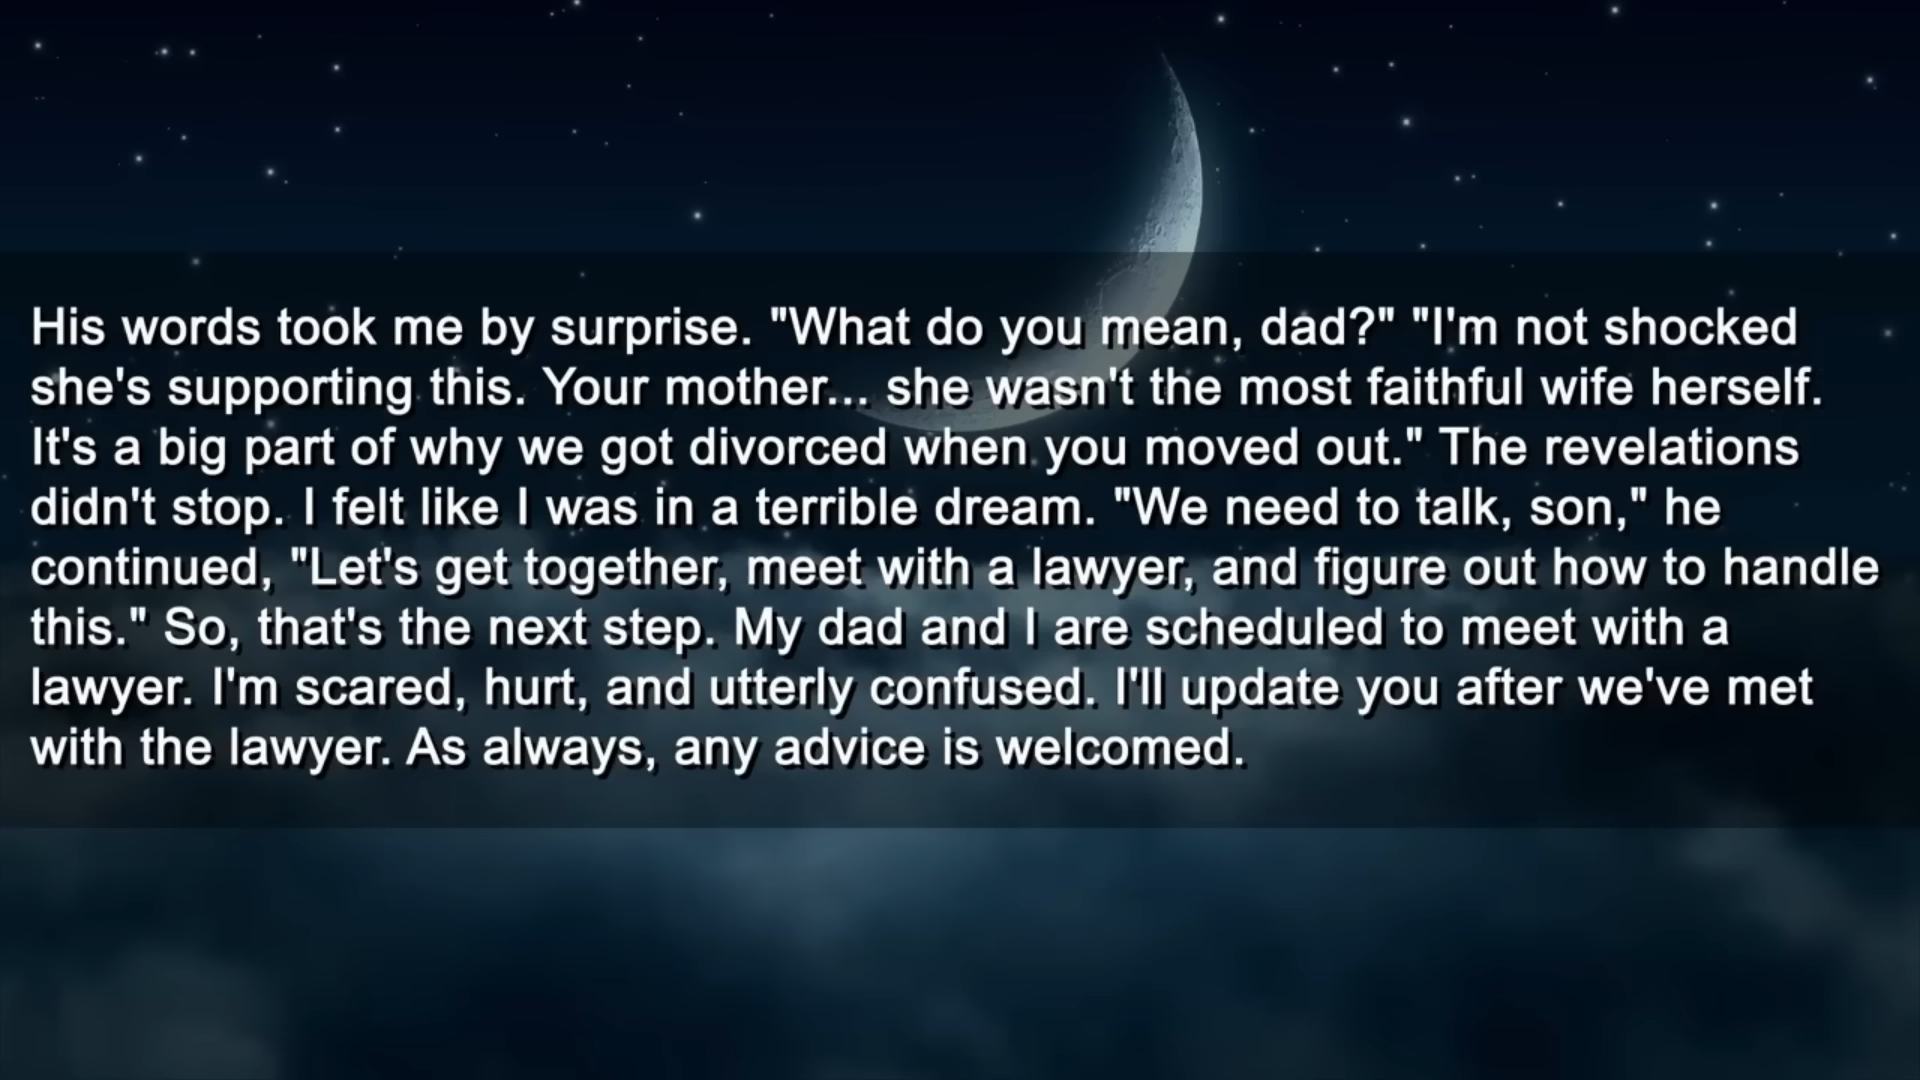 His words took me by surprise. "What do you mean, dad?" "I'm not shocked
she's supporting this. Your mother... she wasn't the most faithful wife herself.
It's a big part of why we got divorced when you moved out." The revelations
didn't stop. I felt like I was in a terrible dream. "We need to talk, son," he
continued, "Let's get together, meet with a lawyer, and figure out how to handle
this." So, that's the next step. My dad and I are scheduled to meet with a
lawyer. I'm scared, hurt, and utterly confused. I'll update you after we've met
with the lawyer. As always, any advice is welcomed.